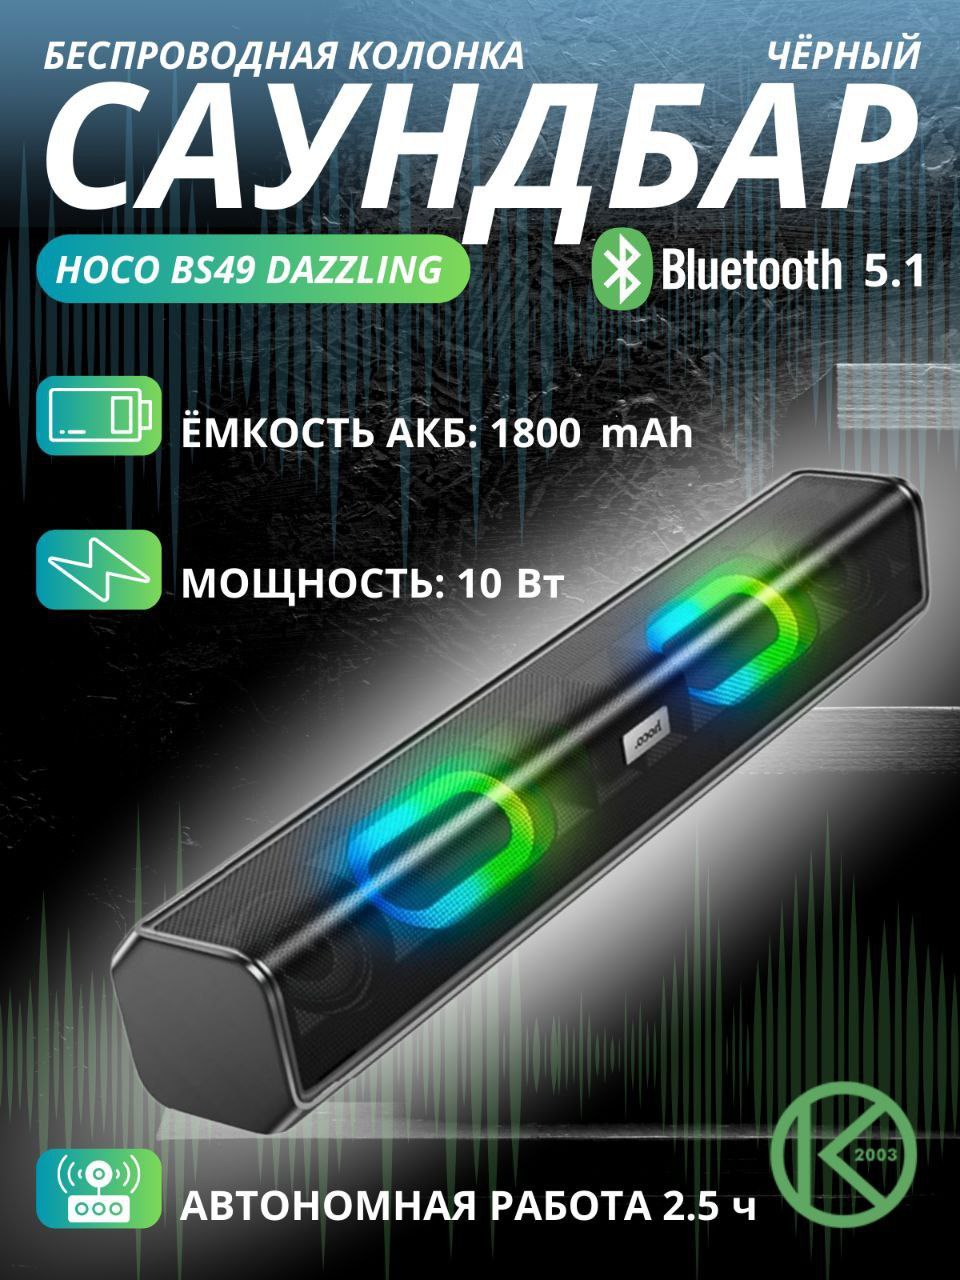 БЕСПРОВОДНАЯ КОЛОНКА ЧЁРНЫЙ
САУНДБАР
HOCO BS49 DAZZLING
Bluetooth 5.1
ЁМКОСТЬ АКБ: 1800 mAh
МОЩНОСТЬ: 10 Вт
hoco.
2003
АВТОНОМНАЯ РАБОТА 2.5 ч